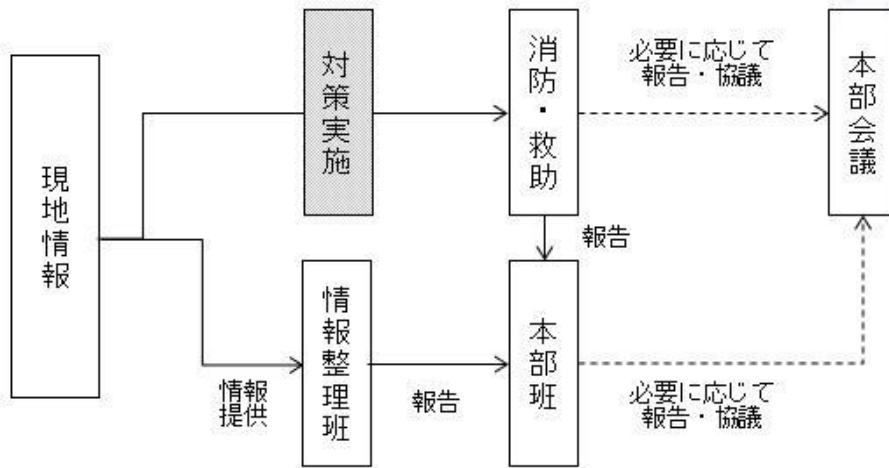 現地情報
対策実施
消防・救助
必要に応じて
報告・協議
本部会議
報告
情報
提供
情報整理班
報告
本部班
必要に応じて
報告・協議